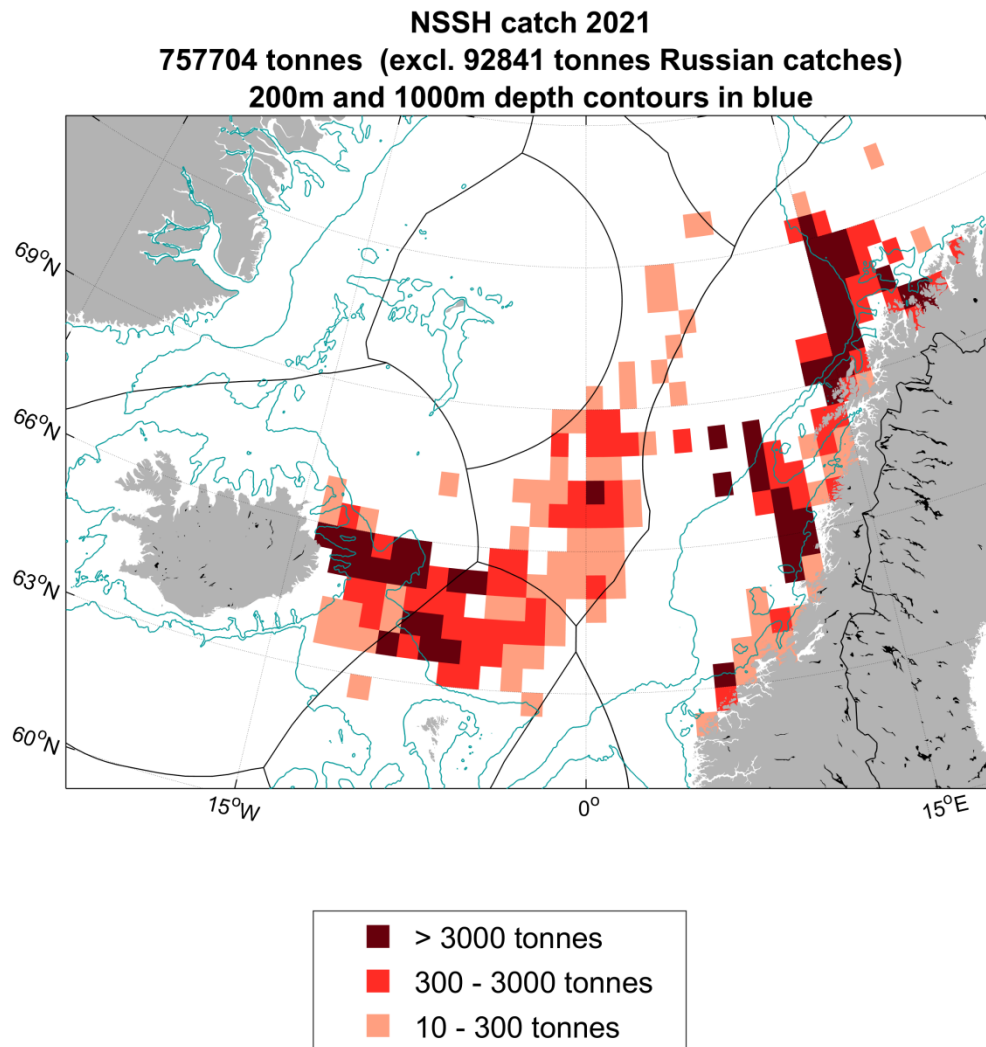 NSSH catch 2021
757704 tonnes (excl. 92841 tonnes Russian catches)
200m and 1000m depth contours in blue
69°N
66°N
63°N
60°N
15°W
0°
15°E
> 3000 tonnes
300 - 3000 tonnes
10 - 300 tonnes